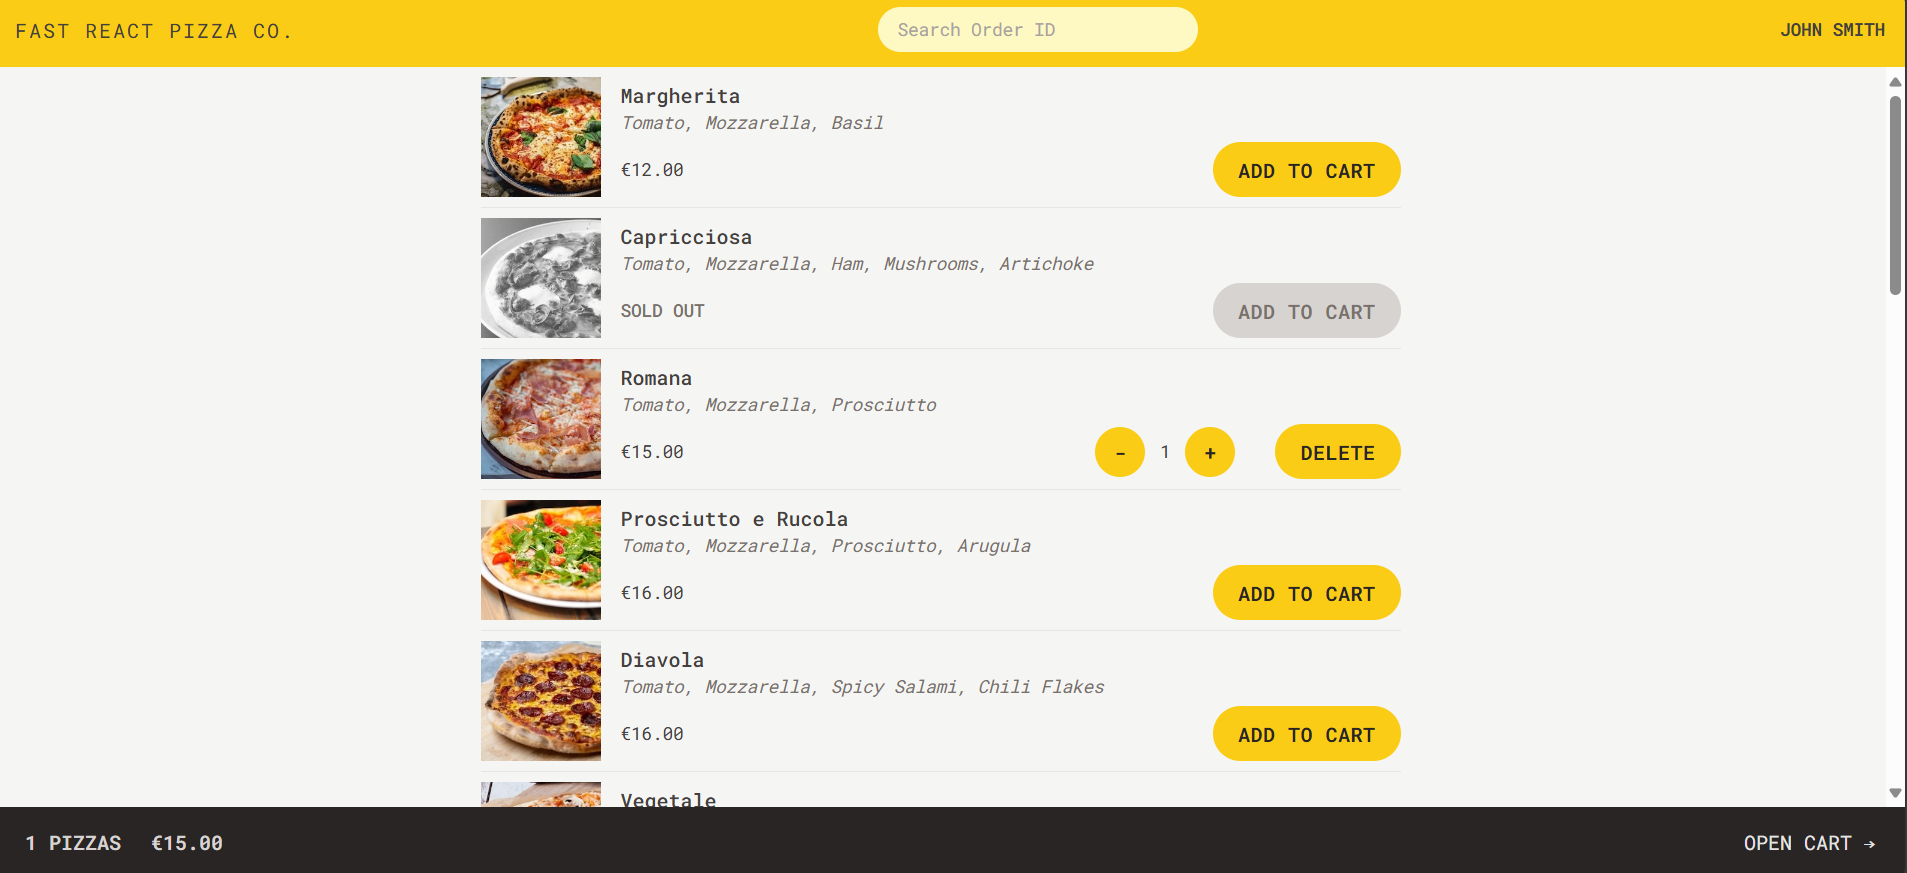 FAST REACT PIZZA CO.
Search Order ID
JOHN SMITH
Margherita
Tomato, Mozzarella, Basil
€12.00
ADD TO CART
Capricciosa
Tomato, Mozzarella, Ham, Mushrooms, Artichoke
SOLD OUT
ADD TO CART
Romana
Tomato, Mozzarella, Prosciutto
€15.00
- 1 +
DELETE
Prosciutto e Rucola
Tomato, Mozzarella, Prosciutto, Arugula
€16.00
ADD TO CART
Diavola
Tomato, Mozzarella, Spicy Salami, Chili Flakes
€16.00
ADD TO CART
Vegetale
1 PIZZAS €15.00
OPEN CART →